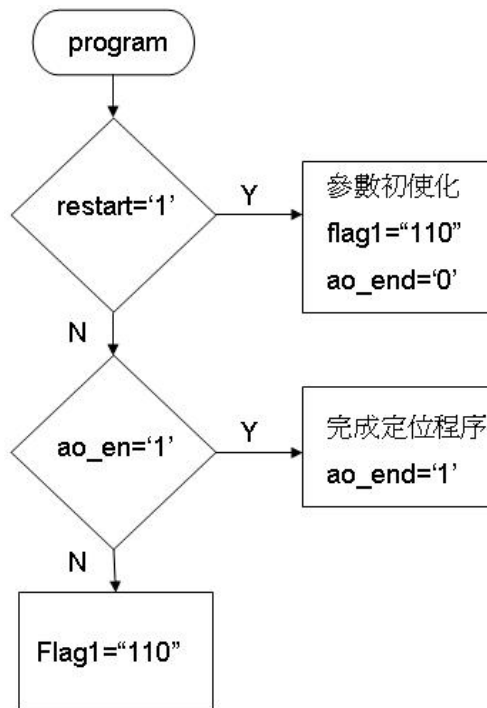 program
restart=‘1’
Y
參數初使化
flag1=“110”
ao_end=‘0’
N
ao_en=‘1’
Y
完成定位程序
ao_end=‘1’
N
Flag1=“110”